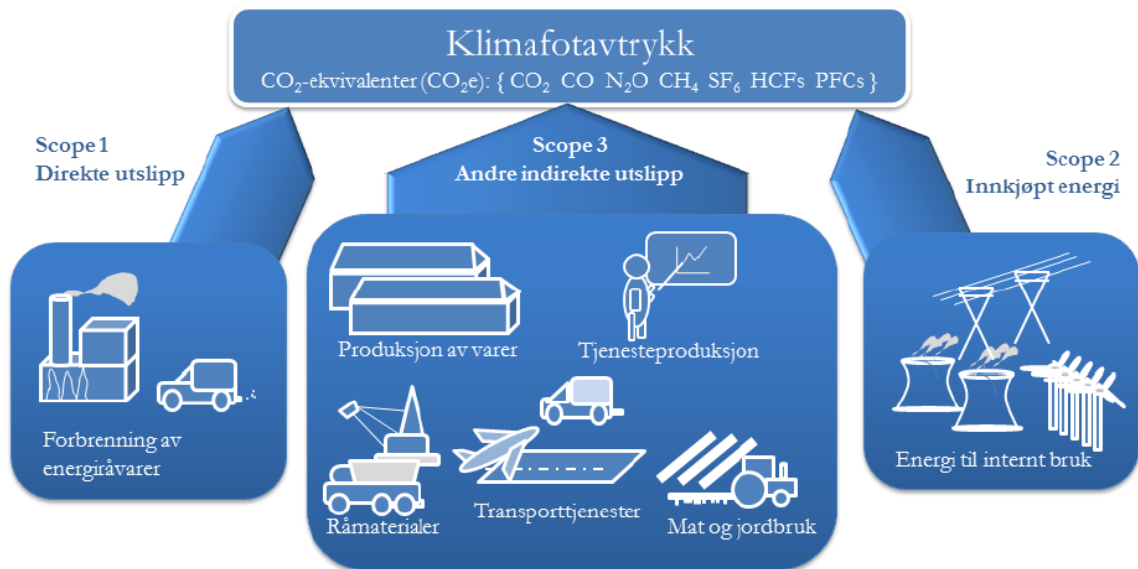 Klimafotavtrykk
CO₂-ekvivalenter (CO₂e): { CO₂ CO N₂O CH₄ SF₆ HCFs PFCs }
Scope 1
Direkte utslipp
Scope 3
Andre indirekte utslipp
Scope 2
Innkjøpt energi
Forbrenning av
energiråvarer
Produksjon av varer
Tjenesteproduksjon
Råmaterialer
Transporttjenester
Mat og jordbruk
Energi til internt bruk